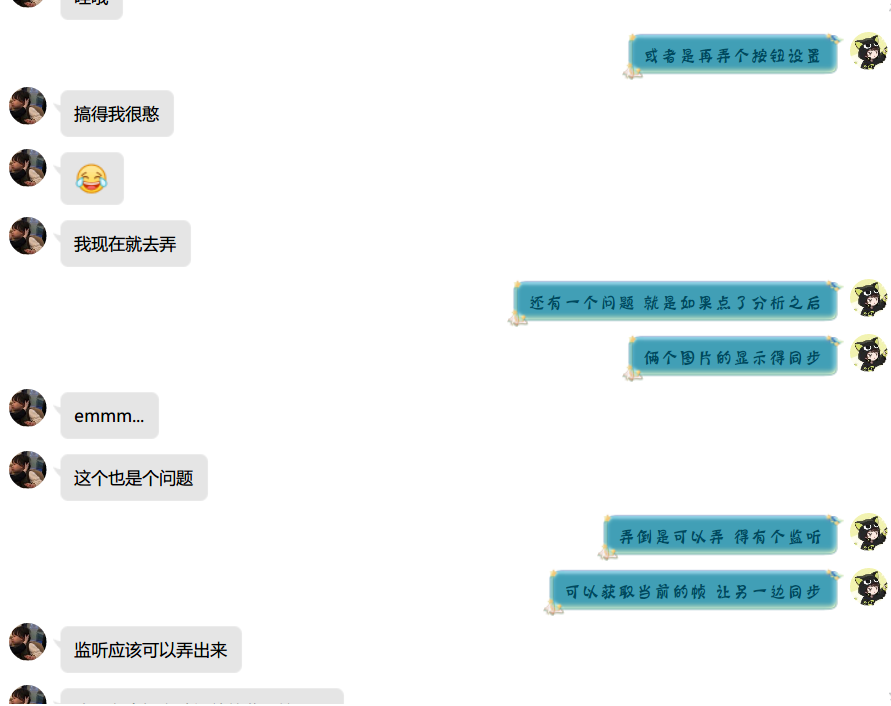 或者是再弄个按钮设置
搞得我很憨
😂
我现在就去弄
还有一个问题 就是如果点了分析之后
俩个图片的显示得同步
emmm...
这个也是个问题
弄倒是可以弄 得有个监听
可以获取当前的帧 让另一边同步
监听应该可以弄出来